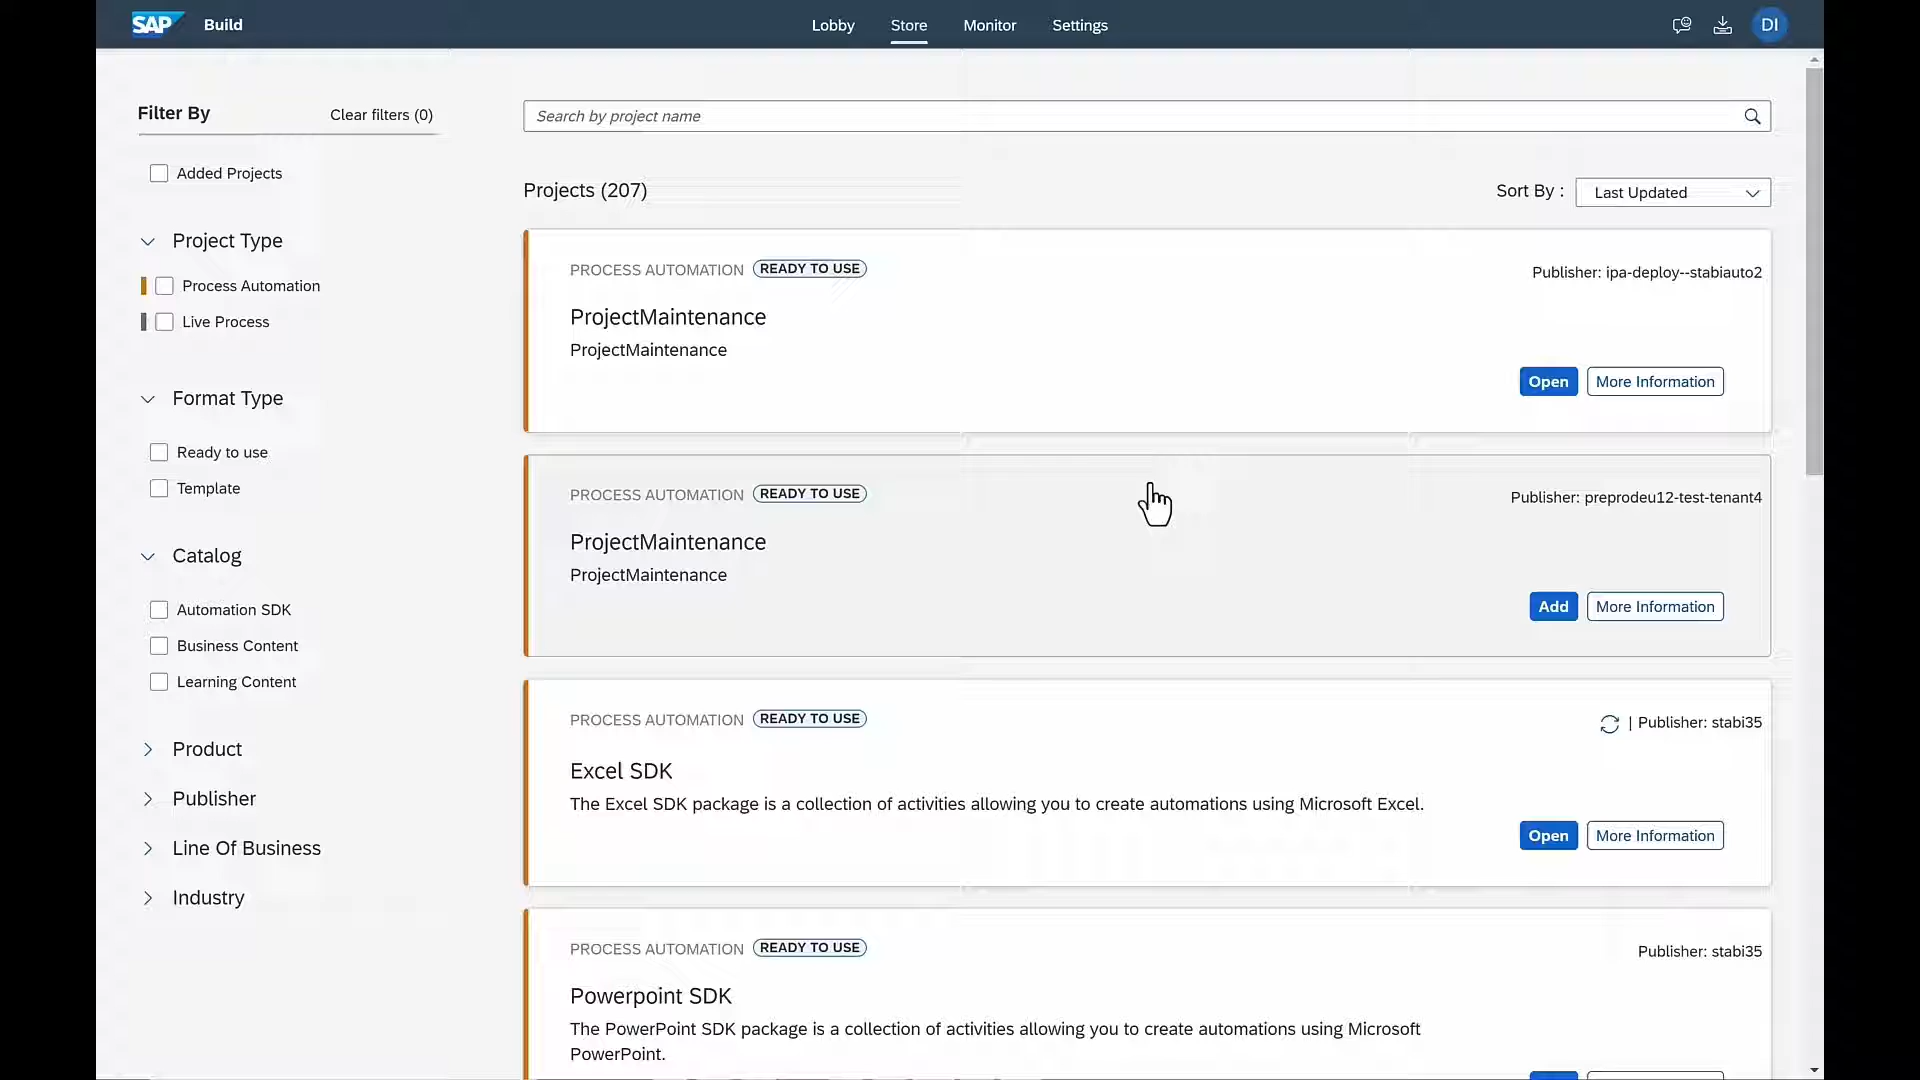 SAP Build
Lobby Store Monitor Settings
DI
Filter By
Clear filters (0)
Added Projects
Project Type
Process Automation
Live Process
Format Type
Ready to use
Template
Catalog
Automation SDK
Business Content
Learning Content
Product
Publisher
Line Of Business
Industry
Search by project name
Projects (207)
Sort By : Last Updated
PROCESS AUTOMATION READY TO USE
Publisher: ipa-deploy--stabiauto2
ProjectMaintenance
ProjectMaintenance
Open More Information
PROCESS AUTOMATION READY TO USE
Publisher: preprodeu12-test-tenant4
ProjectMaintenance
ProjectMaintenance
Add More Information
PROCESS AUTOMATION READY TO USE
| Publisher: stabi35
Excel SDK
The Excel SDK package is a collection of activities allowing you to create automations using Microsoft Excel.
Open More Information
PROCESS AUTOMATION READY TO USE
Publisher: stabi35
Powerpoint SDK
The PowerPoint SDK package is a collection of activities allowing you to create automations using Microsoft
PowerPoint.